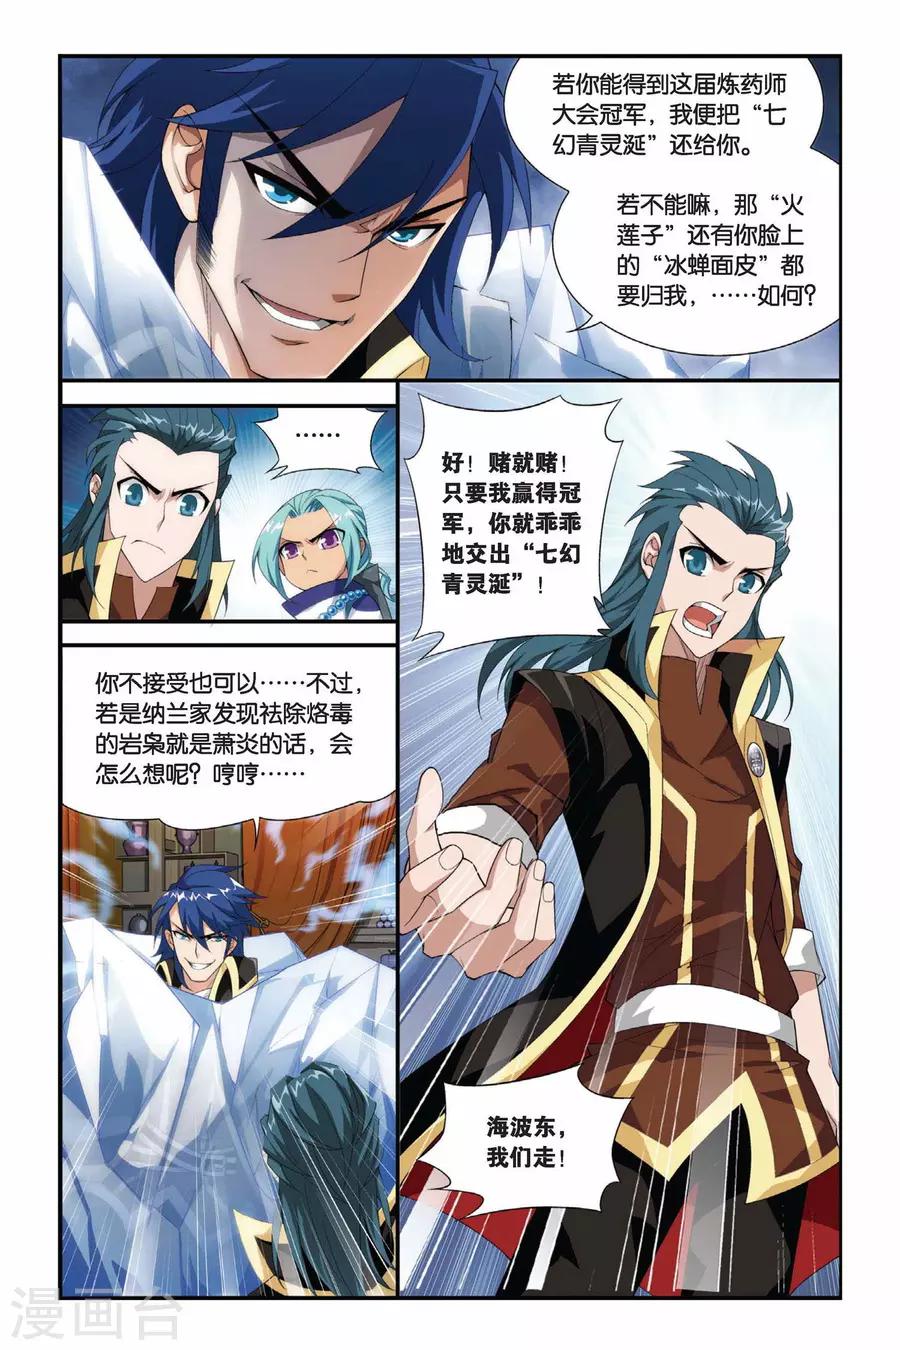 若你能得到这届炼药师
大会冠军，我便把“七
幻青灵涎”还给你。
若不能嘛，那“火
莲子”还有你脸上
的“冰蝉面皮”都
要归我，……如何？
……
你不接受也可以……不过，
若是纳兰家发现祛除烙毒
的岩枭就是萧炎的话，会
怎么想呢？哼哼……
好！赌就赌！
只要我赢得冠
军，你就乖乖
地交出“七幻
青灵涎”！
海波东，
我们走！
漫画台